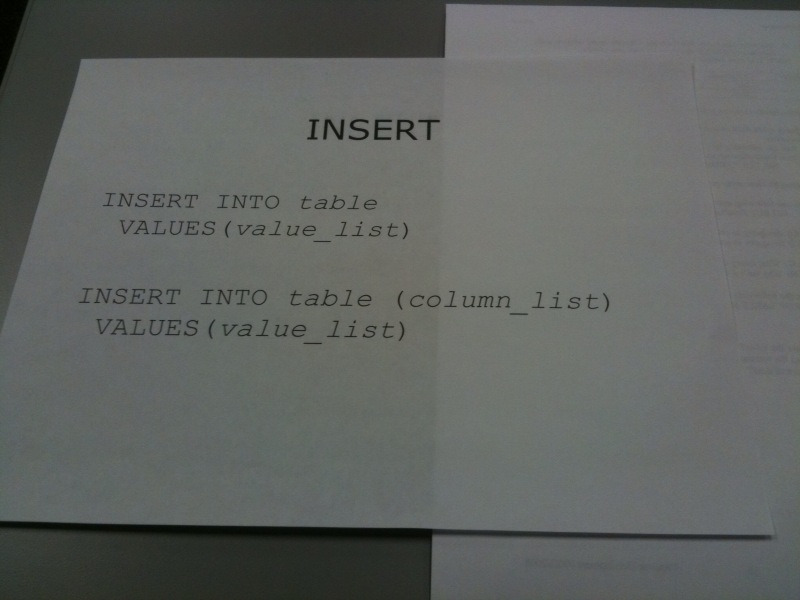 INSERT
INSERT INTO table
VALUES(value_list)
INSERT INTO table (column_list)
VALUES(value_list)